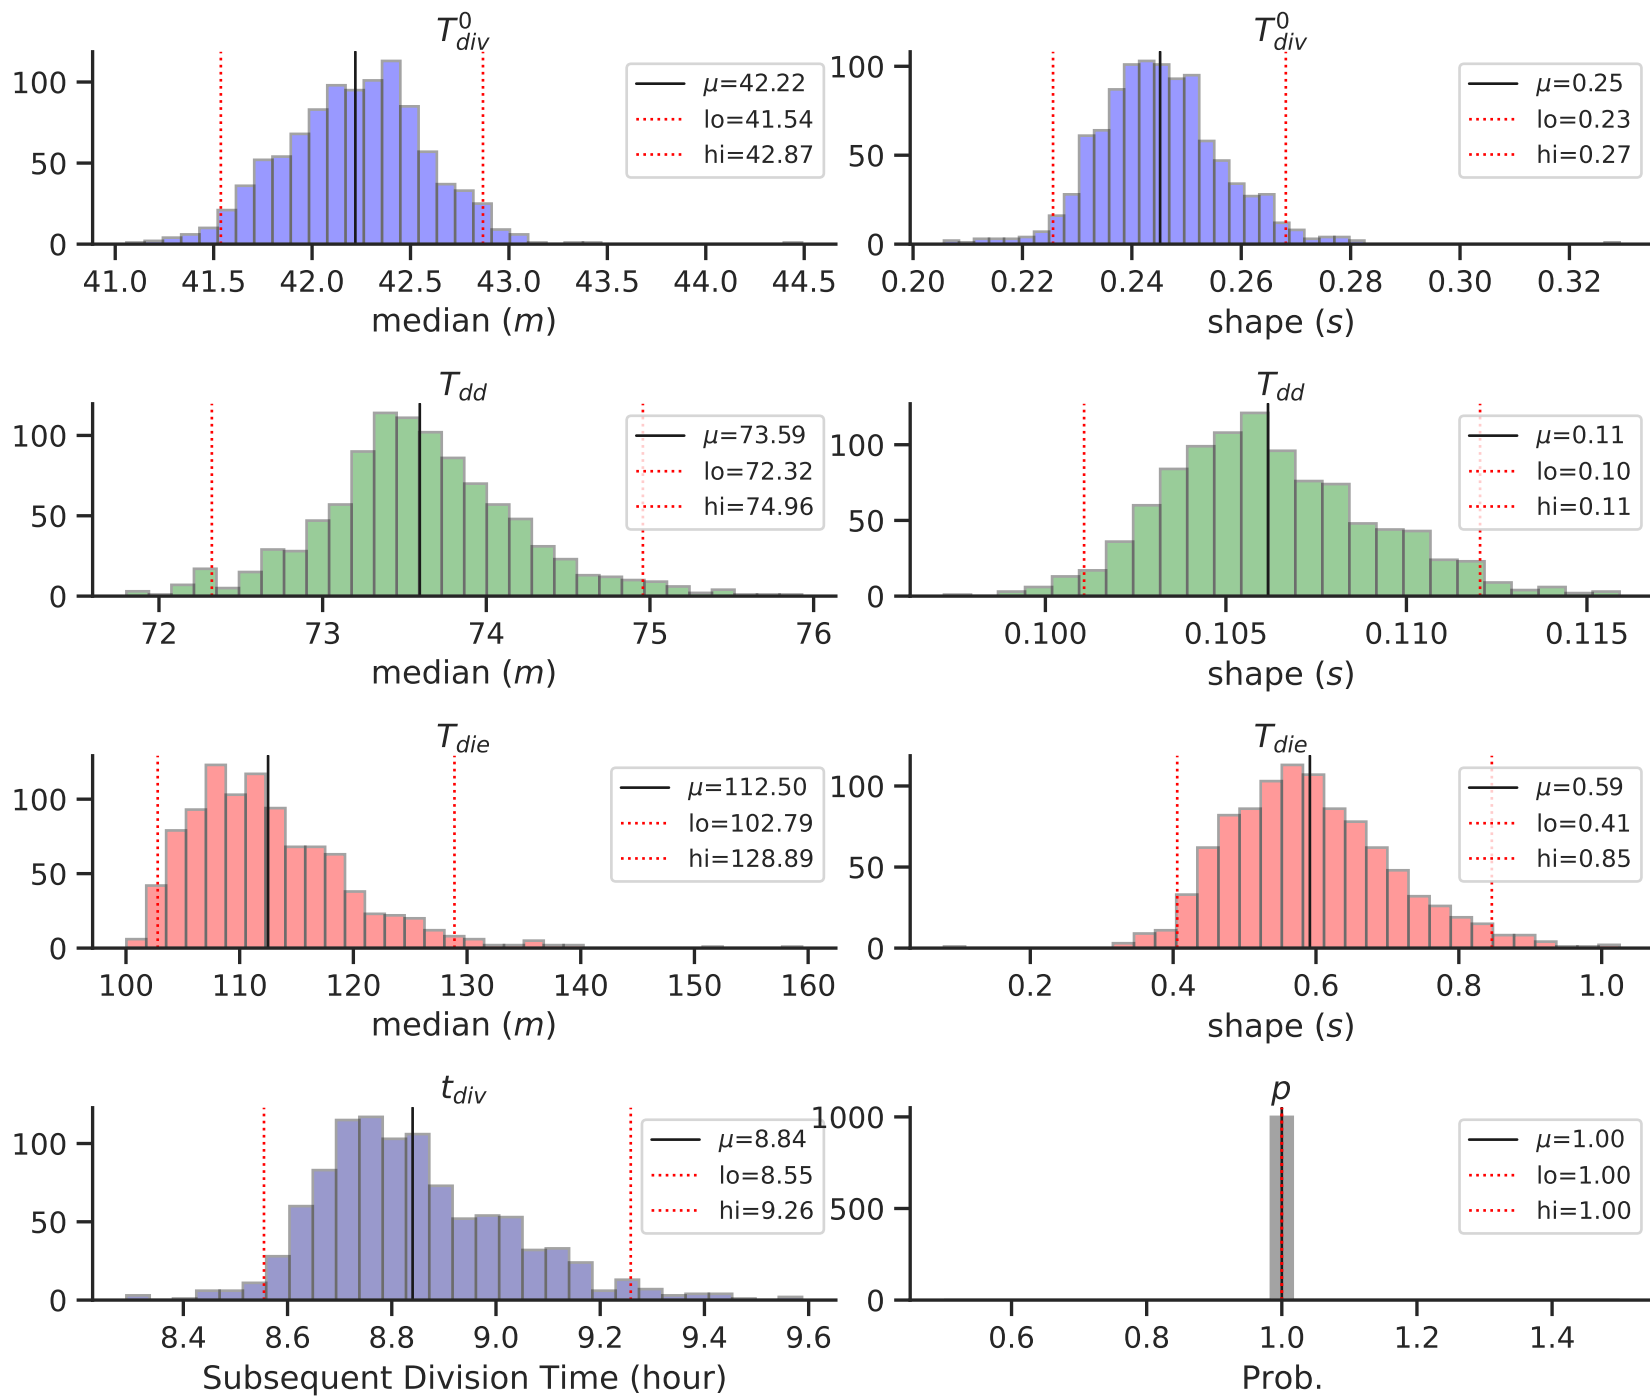 T⁰div
100
50
0
μ=42.22
lo=41.54
hi=42.87
41.0 41.5 42.0 42.5 43.0 43.5 44.0 44.5
median (m)
T⁰div
100
50
0
μ=0.25
lo=0.23
hi=0.27
0.20 0.22 0.24 0.26 0.28 0.30 0.32
shape (s)
Tdd
100
50
0
μ=73.59
lo=72.32
hi=74.96
72 73 74 75 76
median (m)
Tdd
100
50
0
μ=0.11
lo=0.10
hi=0.11
0.100 0.105 0.110 0.115
shape (s)
Tdie
100
50
0
μ=112.50
lo=102.79
hi=128.89
100 110 120 130 140 150 160
median (m)
Tdie
100
50
0
μ=0.59
lo=0.41
hi=0.85
0.2 0.4 0.6 0.8 1.0
shape (s)
tdiv
100
50
0
μ=8.84
lo=8.55
hi=9.26
8.4 8.6 8.8 9.0 9.2 9.4 9.6
Subsequent Division Time (hour)
p
1000
500
0
μ=1.00
lo=1.00
hi=1.00
0.6 0.8 1.0 1.2 1.4
Prob.